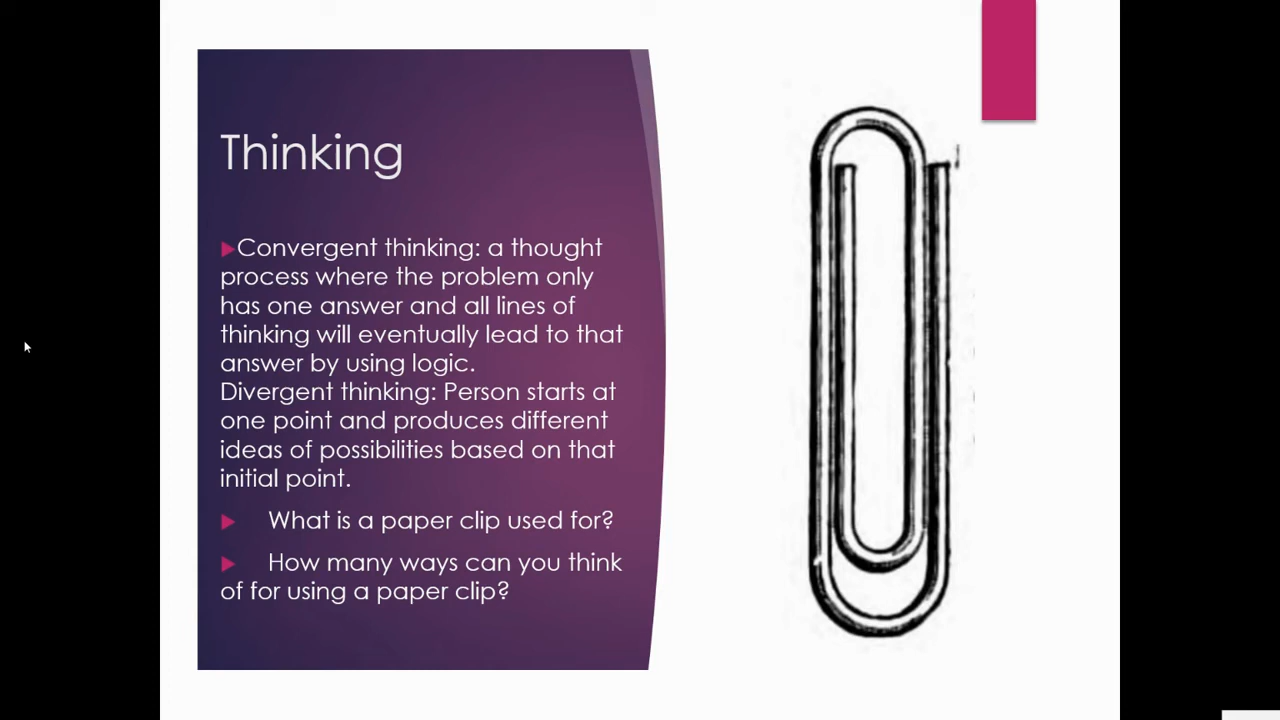 Thinking
Convergent thinking: a thought
process where the problem only
has one answer and all lines of
thinking will eventually lead to that
answer by using logic.
Divergent thinking: Person starts at
one point and produces different
ideas of possibilities based on that
initial point.
What is a paper clip used for?
How many ways can you think
of for using a paper clip?